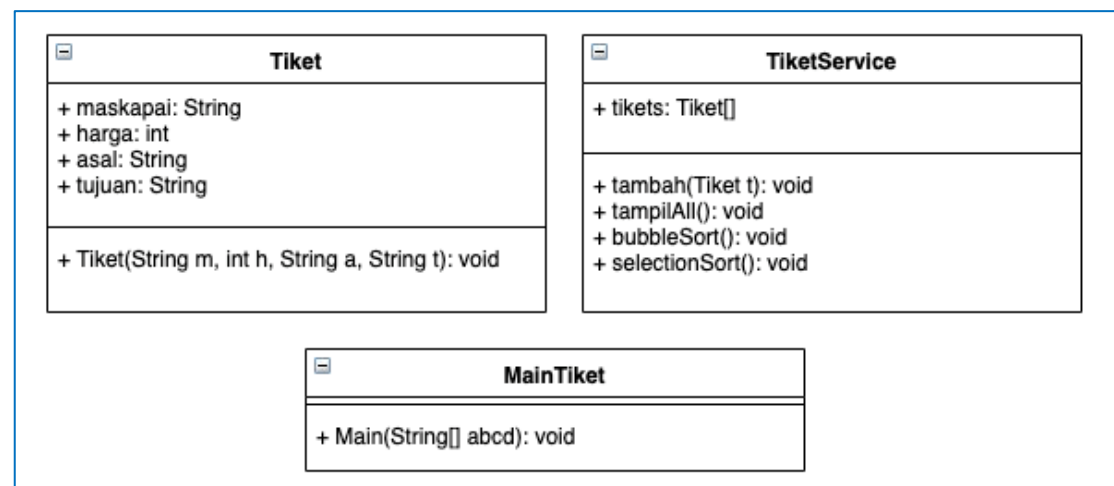 Tiket
+ maskapai: String
+ harga: int
+ asal: String
+ tujuan: String
+ Tiket(String m, int h, String a, String t): void
TiketService
+ tikets: Tiket[]
+ tambah(Tiket t): void
+ tampilAll(): void
+ bubbleSort(): void
+ selectionSort(): void
MainTiket
+ Main(String[] abcd): void